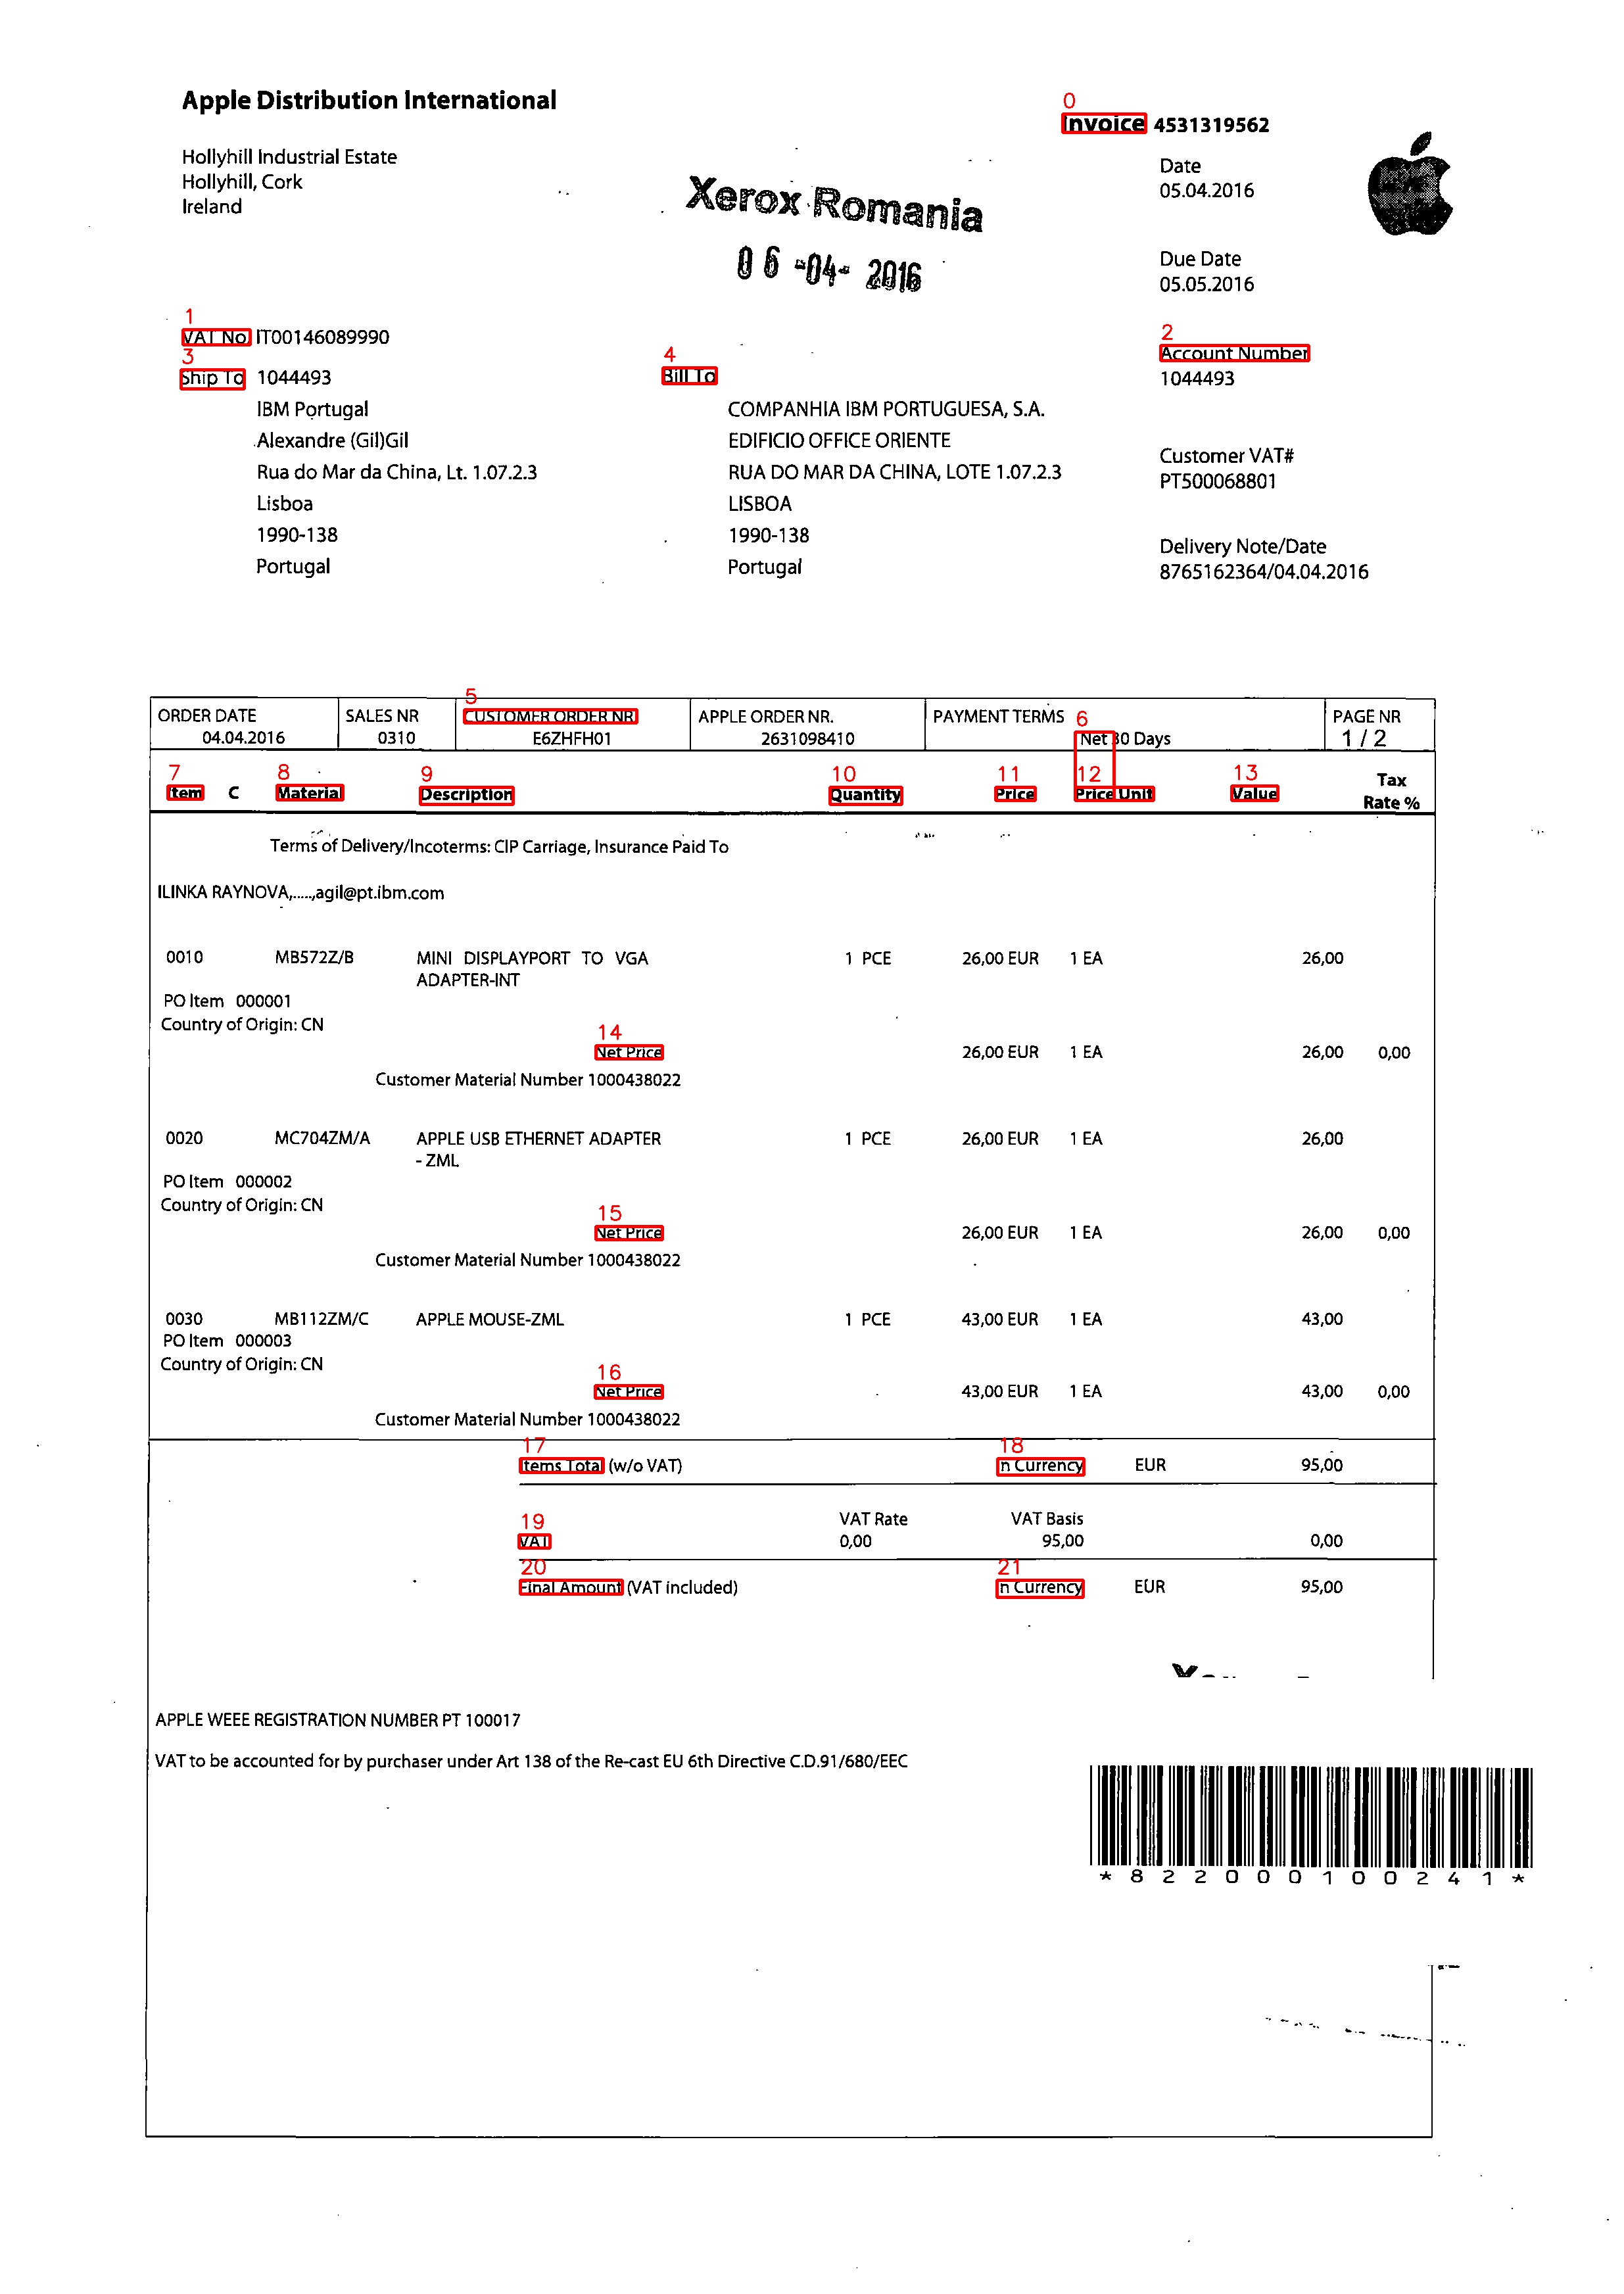 Apple Distribution International
0
Invoice 4531319562
Hollyhill Industrial Estate
Hollyhill, Cork
Ireland
Date
05.04.2016
Xerox Romania
06 -04- 2016
Due Date
05.05.2016
1
VAT No IT00146089990
2
Account Number
1044493
3
Ship To 1044493
IBM Portugal
Alexandre (Gil)Gil
Rua do Mar da China, Lt. 1.07.2.3
Lisboa
1990-138
Portugal
4
Bill To
COMPANHIA IBM PORTUGUESA, S.A.
EDIFICIO OFFICE ORIENTE
RUA DO MAR DA CHINA, LOTE 1.07.2.3
LISBOA
1990-138
Portugal
Customer VAT#
PT500068801
Delivery Note/Date
8765162364/04.04.2016
5 6
ORDER DATE SALES NR CUSTOMER ORDER NR APPLE ORDER NR. PAYMENT TERMS PAGE NR
04.04.2016 0310 E6ZHFH01 2631098410 Net 30 Days 1 / 2
7 8 9 10 11 12 13
Item C Material Description Quantity Price Price Unit Value Tax
Rate %
Terms of Delivery/Incoterms: CIP Carriage, Insurance Paid To
ILINKA RAYNOVA,.....,agil@pt.ibm.com
0010 MB572Z/B MINI DISPLAYPORT TO VGA 1 PCE 26,00 EUR 1 EA 26,00
ADAPTER-INT
PO Item 000001
Country of Origin: CN
14
Net Price 26,00 EUR 1 EA 26,00 0,00
Customer Material Number 1000438022
0020 MC704ZM/A APPLE USB ETHERNET ADAPTER 1 PCE 26,00 EUR 1 EA 26,00
- ZML
PO Item 000002
Country of Origin: CN
15
Net Price 26,00 EUR 1 EA 26,00 0,00
Customer Material Number 1000438022
0030 MB112ZM/C APPLE MOUSE-ZML 1 PCE 43,00 EUR 1 EA 43,00
PO Item 000003
Country of Origin: CN
16
Net Price 43,00 EUR 1 EA 43,00 0,00
Customer Material Number 1000438022
17 18
Items Total (w/o VAT) In Currency EUR 95,00
19 VAT Rate VAT Basis
VAT 0,00 95,00 0,00
20 21
Final Amount (VAT included) In Currency EUR 95,00
APPLE WEEE REGISTRATION NUMBER PT 100017
VAT to be accounted for by purchaser under Art 138 of the Re-cast EU 6th Directive C.D.91/680/EEC
*822000100241*